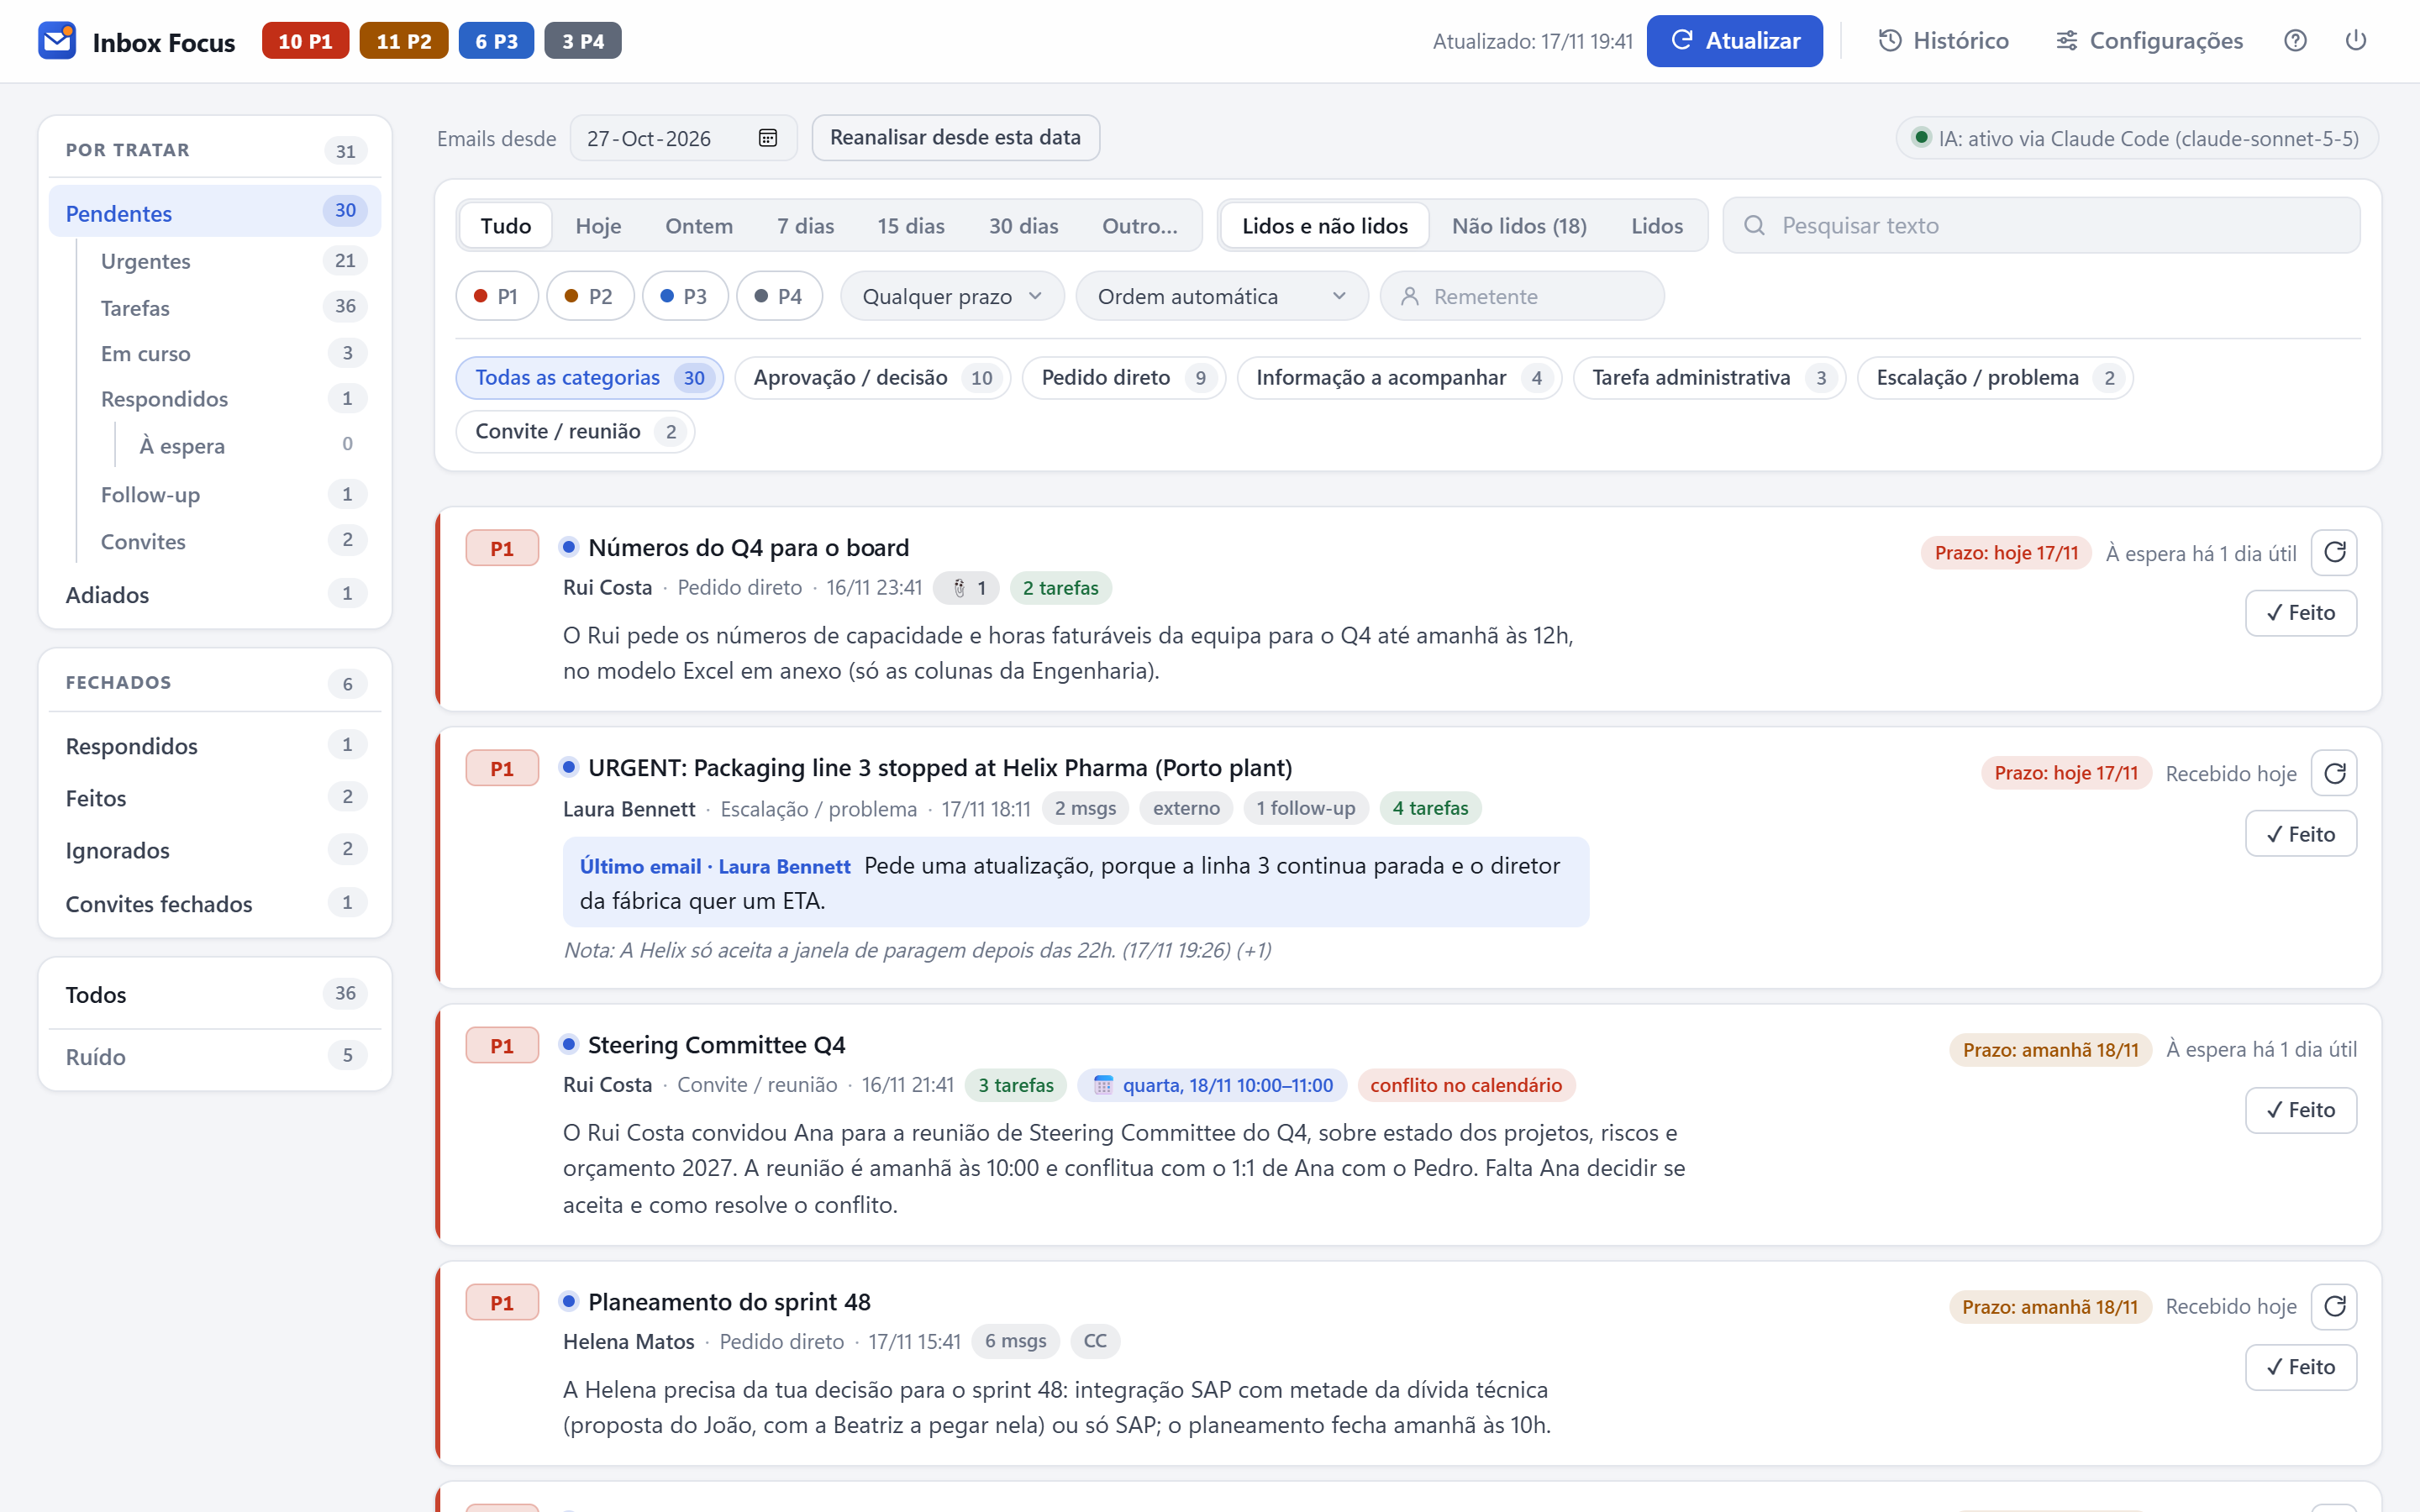 Inbox Focus 10 P1 11 P2 6 P3 3 P4 Atualizado: 17/11 19:41 Atualizar Histórico Configurações
POR TRATAR 31
Pendentes 30
Urgentes 21
Tarefas 36
Em curso 3
Respondidos 1
À espera 0
Follow-up 1
Convites 2
Adiados 1
FECHADOS 6
Respondidos 1
Feitos 2
Ignorados 2
Convites fechados 1
Todos 36
Ruído 5
Emails desde 27-Oct-2026 Reanalisar desde esta data IA: ativo via Claude Code (claude-sonnet-5-5)
Tudo Hoje Ontem 7 dias 15 dias 30 dias Outro... Lidos e não lidos Não lidos (18) Lidos Pesquisar texto
P1 P2 P3 P4 Qualquer prazo Ordem automática Remetente
Todas as categorias 30 Aprovação / decisão 10 Pedido direto 9 Informação a acompanhar 4 Tarefa administrativa 3 Escalação / problema 2
Convite / reunião 2
P1 Números do Q4 para o board Prazo: hoje 17/11 À espera há 1 dia útil
Rui Costa · Pedido direto · 16/11 23:41 1 2 tarefas ✓ Feito
O Rui pede os números de capacidade e horas faturáveis da equipa para o Q4 até amanhã às 12h,
no modelo Excel em anexo (só as colunas da Engenharia).
P1 URGENT: Packaging line 3 stopped at Helix Pharma (Porto plant) Prazo: hoje 17/11 Recebido hoje
Laura Bennett · Escalação / problema · 17/11 18:11 2 msgs externo 1 follow-up 4 tarefas ✓ Feito
Último email · Laura Bennett Pede uma atualização, porque a linha 3 continua parada e o diretor
da fábrica quer um ETA.
Nota: A Helix só aceita a janela de paragem depois das 22h. (17/11 19:26) (+1)
P1 Steering Committee Q4 Prazo: amanhã 18/11 À espera há 1 dia útil
Rui Costa · Convite / reunião · 16/11 21:41 3 tarefas quarta, 18/11 10:00–11:00 conflito no calendário ✓ Feito
O Rui Costa convidou Ana para a reunião de Steering Committee do Q4, sobre estado dos projetos, riscos e
orçamento 2027. A reunião é amanhã às 10:00 e conflitua com o 1:1 de Ana com o Pedro. Falta Ana decidir se
aceita e como resolve o conflito.
P1 Planeamento do sprint 48 Prazo: amanhã 18/11 Recebido hoje
Helena Matos · Pedido direto · 17/11 15:41 6 msgs CC ✓ Feito
A Helena precisa da tua decisão para o sprint 48: integração SAP com metade da dívida técnica
(proposta do João, com a Beatriz a pegar nela) ou só SAP; o planeamento fecha amanhã às 10h.